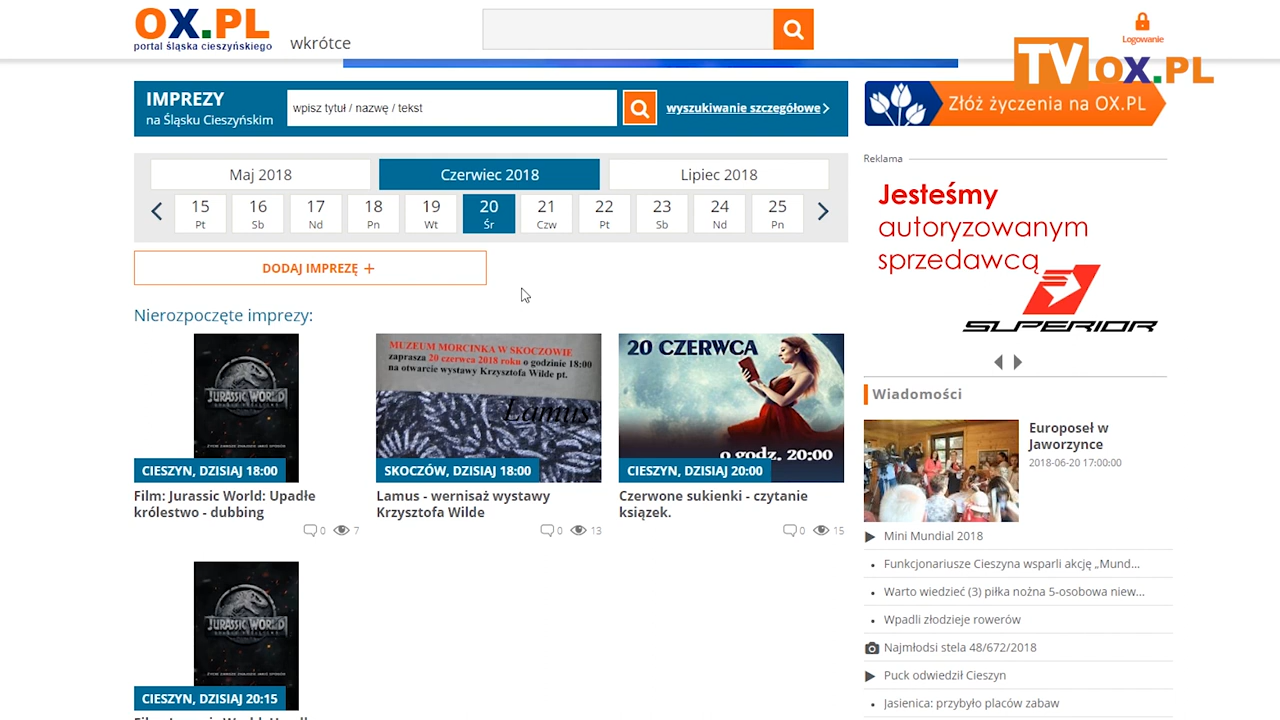 OX.PL
portal śląska cieszyńskiego
wkrótce
Logowanie
TV OX.PL
IMPREZY
na Śląsku Cieszyńskim
wpisz tytuł / nazwę / tekst
wyszukiwanie szczegółowe
Złóż życzenia na OX.PL
Reklama
Maj 2018
Czerwiec 2018
Lipiec 2018
15 16 17 18 19 20 21 22 23 24 25
Pt Sb Nd Pn Wt Śr Czw Pt Sb Nd Pn
DODAJ IMPREZĘ +
Jesteśmy
autoryzowanym
sprzedawcą
SUPERIOR
Nierozpoczęte imprezy:
JURASSIC WORLD
CIESZYN, DZISIAJ 18:00
Film: Jurassic World: Upadłe
królestwo - dubbing
0 7
MUZEUM MORCINKA W SKOCZOWIE
zaprasza 20 czerwca 2018 roku o godzinie 18:00
na otwarcie wystawy Krzysztofa Wilde pt.
Lamus
SKOCZÓW, DZISIAJ 18:00
Lamus - wernisaż wystawy
Krzysztofa Wilde
0 13
20 CZERWCA
o godz. 20:00
CIESZYN, DZISIAJ 20:00
Czerwone sukienki - czytanie
książek.
0 15
JURASSIC WORLD
CIESZYN, DZISIAJ 20:15
Wiadomości
Europoseł w
Jaworzynce
2018-06-20 17:00:00
Mini Mundial 2018
Funkcjonariusze Cieszyna wsparli akcję „Mund...
Warto wiedzieć (3) piłka nożna 5-osobowa niew...
Wpadli złodzieje rowerów
Najmłodsi stela 48/672/2018
Puck odwiedził Cieszyn
Jasienica: przybyło placów zabaw